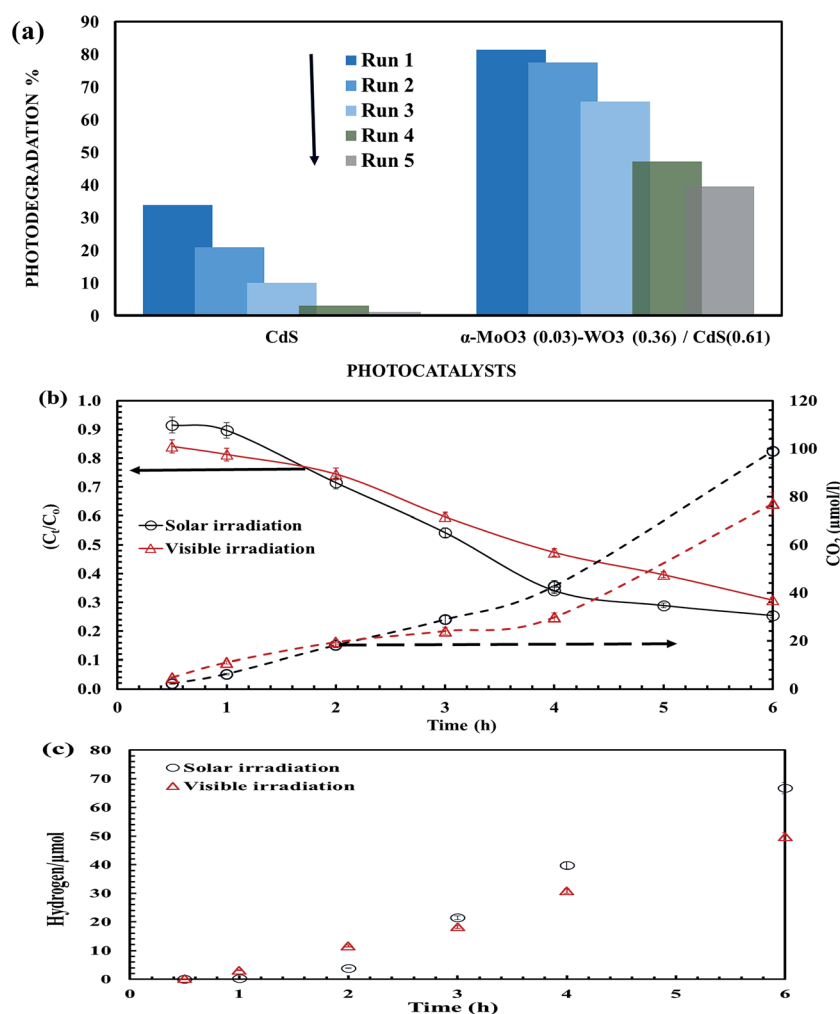 (a)
90
80
70
60
50
40
30
20
10
0
PHOTODEGRADATION %
Run 1
Run 2
Run 3
Run 4
Run 5
CdS
α-MoO3 (0.03)-WO3 (0.36) / CdS(0.61)
PHOTOCATALYSTS
(b)
1.0
0.9
0.8
0.7
0.6
0.5
0.4
0.3
0.2
0.1
0.0
(Ct/Co)
Solar irradiation
Visible irradiation
120
100
80
60
40
20
0
CO2 (µmol/l)
0 1 2 3 4 5 6
Time (h)
(c)
80
70
60
50
40
30
20
10
0
Hydrogen/µmol
Solar irradiation
Visible irradiation
0 1 2 3 4 5 6
Time (h)